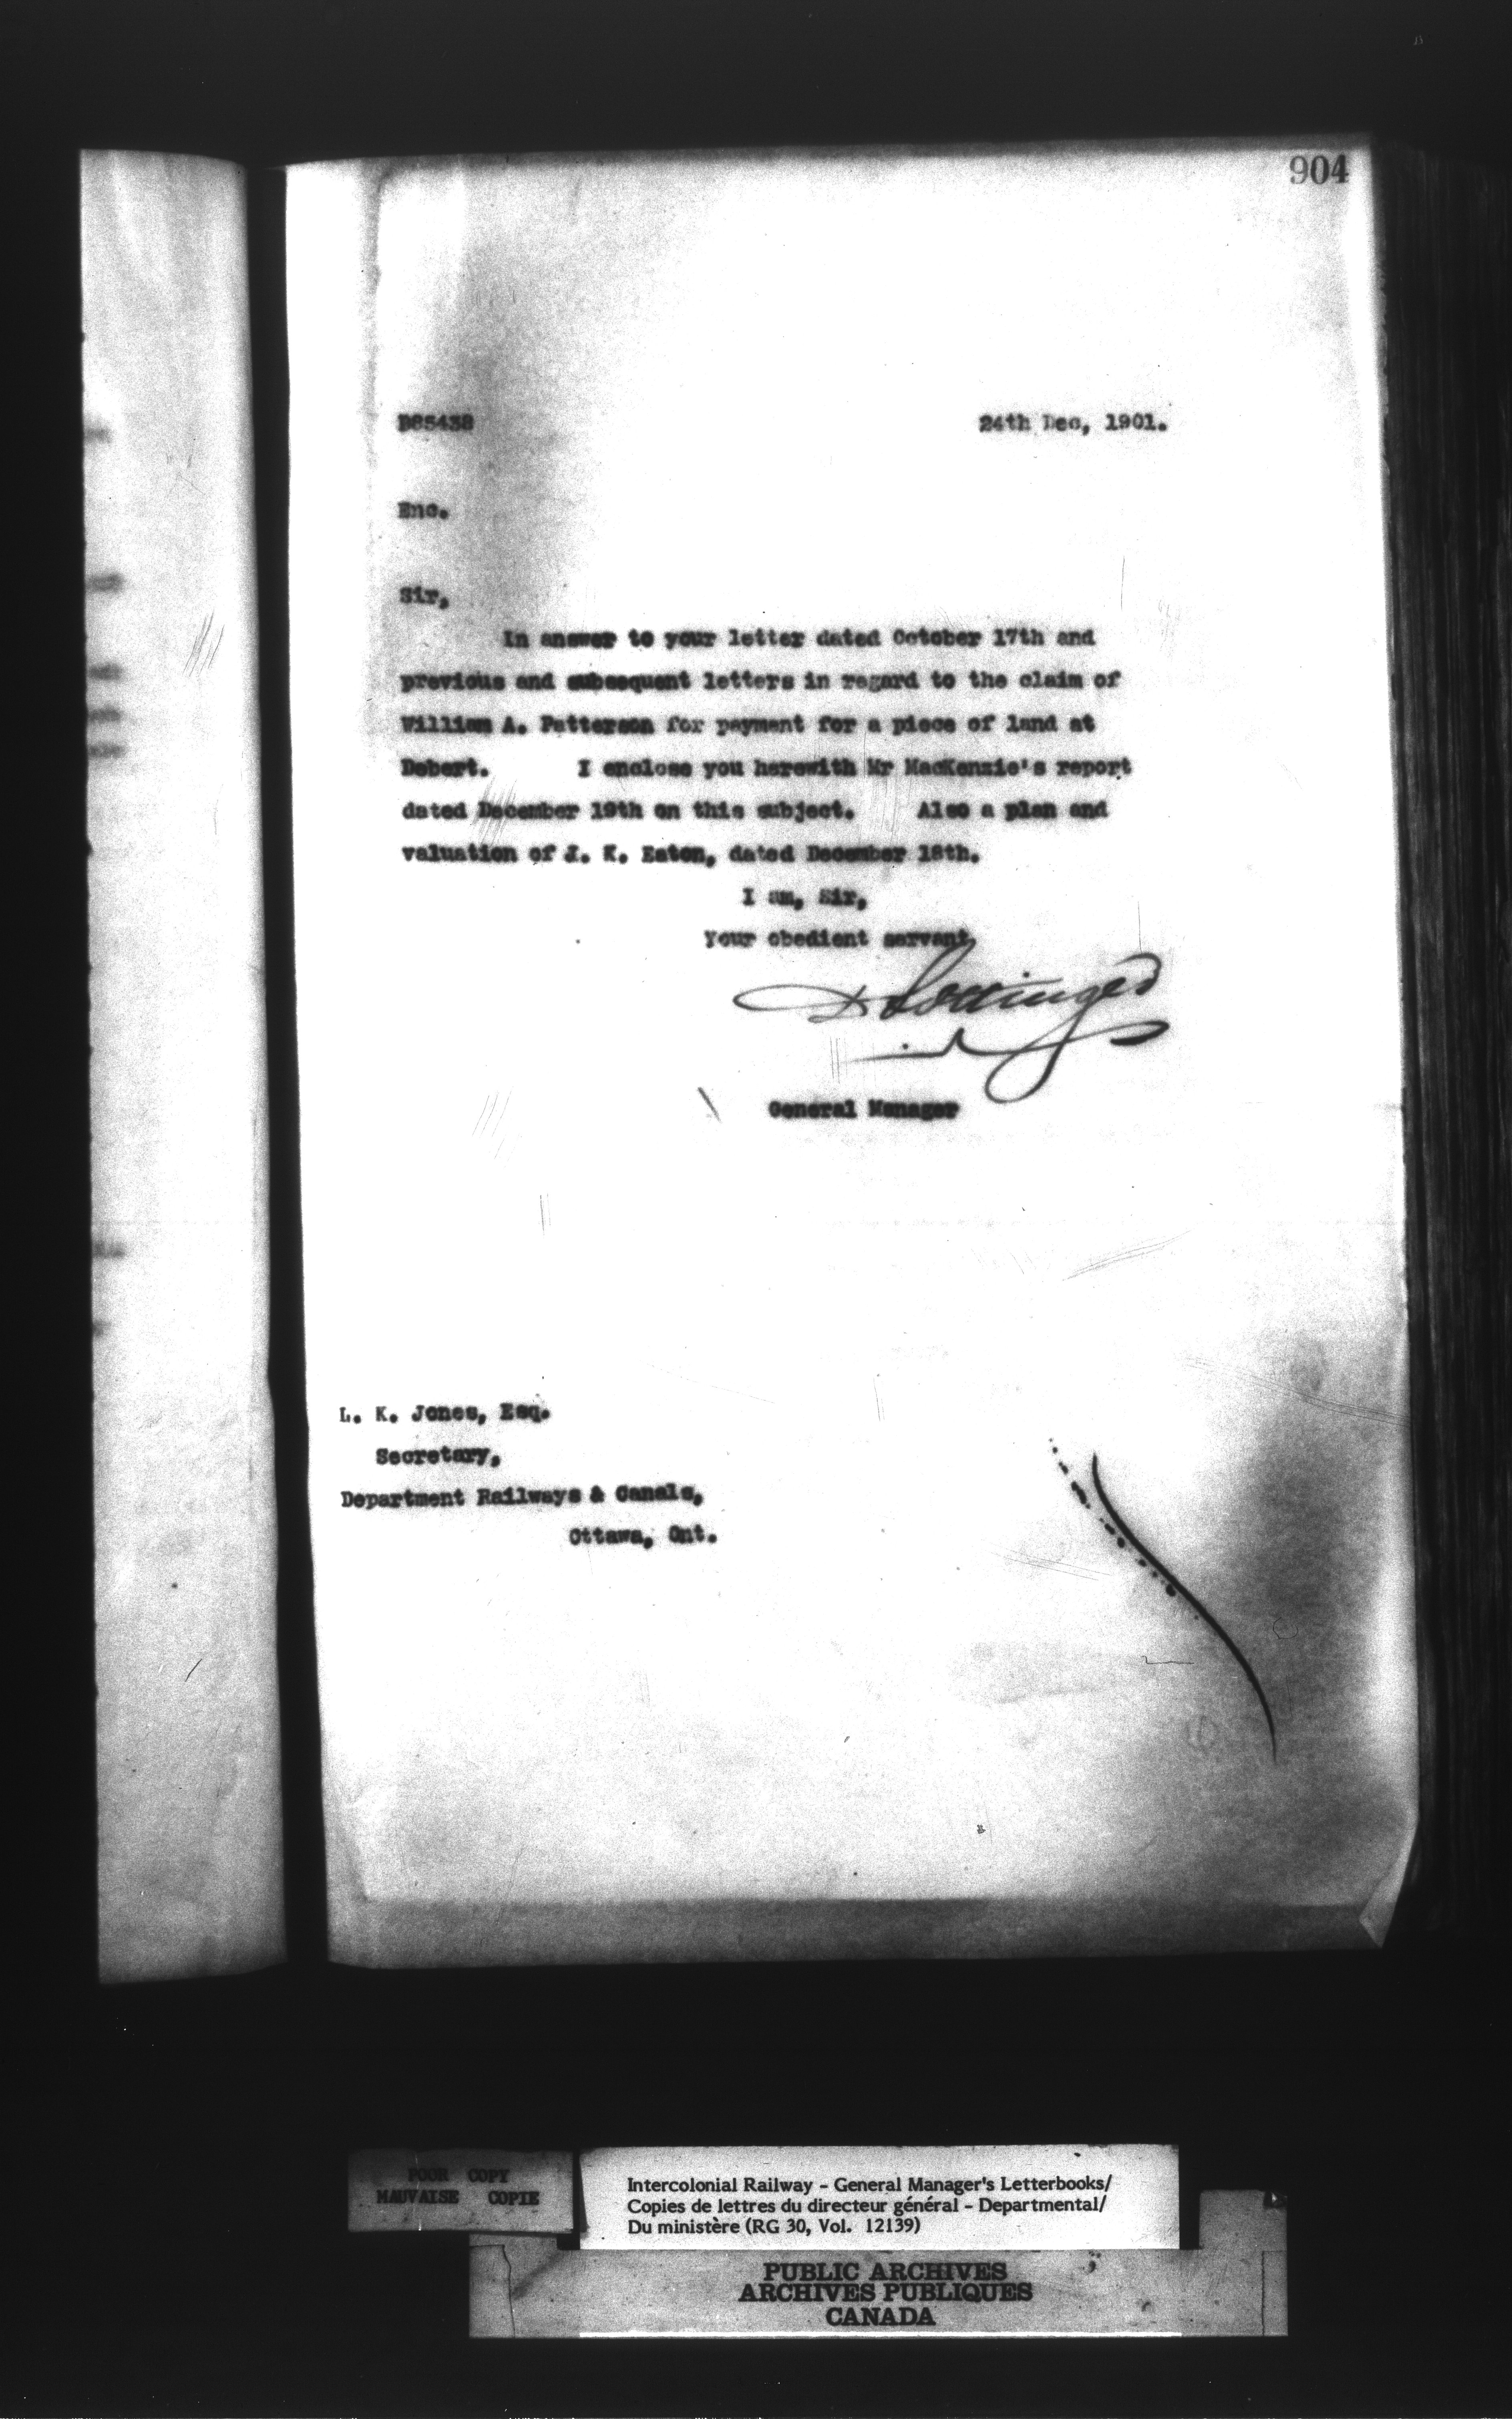 904
D85438 24th Dec, 1901.
Enc.
Sir,
In answer to your letter dated October 17th and
previous and subsequent letters in regard to the claim of
William A. Patterson for payment for a piece of land at
Debert. I enclose you herewith Mr MacKenzie's report
dated December 19th on this subject. Also a plan and
valuation of J. K. Eaton, dated December 18th.
I am, Sir,
Your obedient servant
D Pottinger
General Manager
L. K. Jones, Esq.
Secretary,
Department Railways & Canals,
Ottawa, Ont.
POOR COPY
MAUVAISE COPIE
Intercolonial Railway - General Manager's Letterbooks/
Copies de lettres du directeur général - Departmental/
Du ministère (RG 30, Vol. 12139)
PUBLIC ARCHIVES
ARCHIVES PUBLIQUES
CANADA